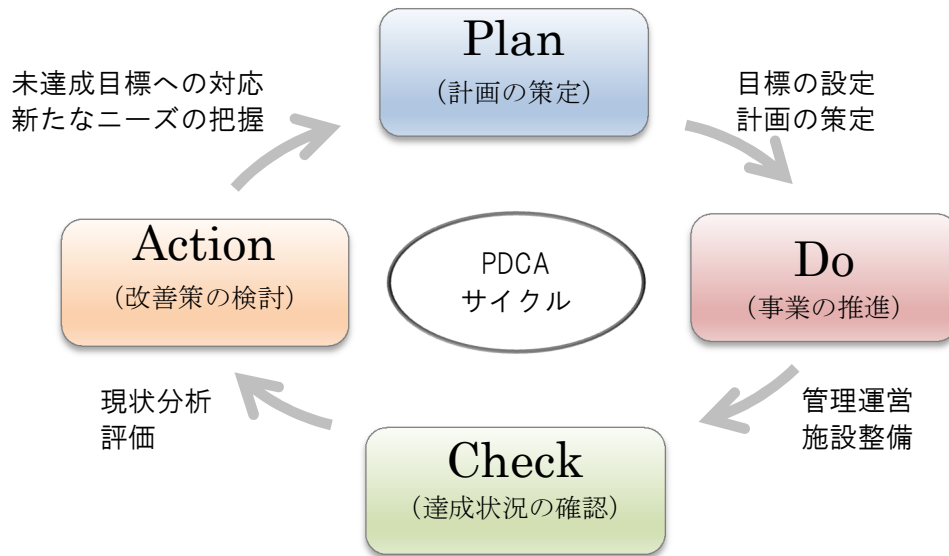 Plan
（計画の策定）
未達成目標への対応
新たなニーズの把握
目標の設定
計画の策定
Action
（改善策の検討）
PDCA
サイクル
Do
（事業の推進）
現状分析
評価
管理運営
施設整備
Check
（達成状況の確認）